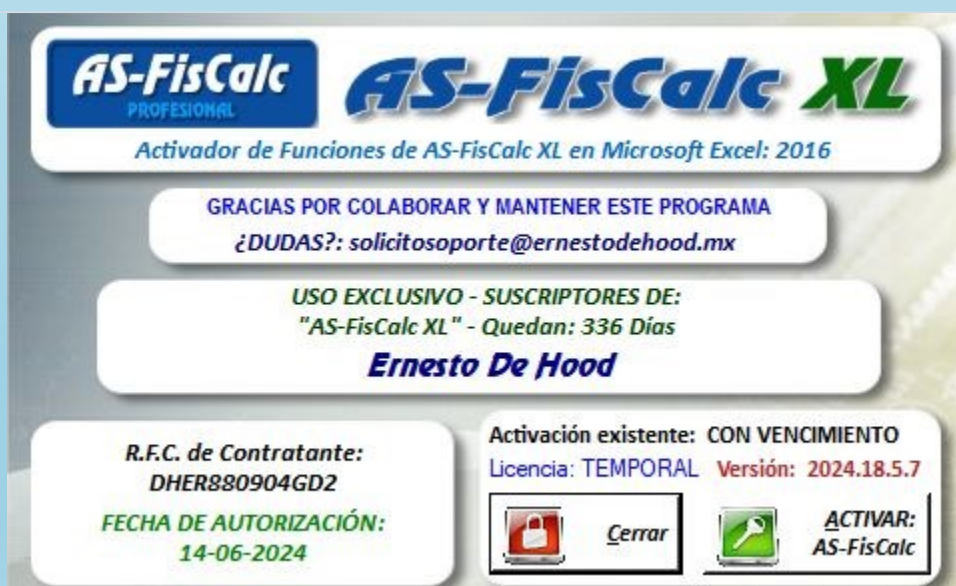 AS-FisCalc
PROFESIONAL
AS-FisCalc XL
Activador de Funciones de AS-FisCalc XL en Microsoft Excel: 2016
GRACIAS POR COLABORAR Y MANTENER ESTE PROGRAMA
¿DUDAS?: solicitosoporte@ernestodehood.mx
USO EXCLUSIVO - SUSCRIPTORES DE:
"AS-FisCalc XL" - Quedan: 336 Días
Ernesto De Hood
R.F.C. de Contratante:
DHER880904GD2
FECHA DE AUTORIZACIÓN:
14-06-2024
Activación existente: CON VENCIMIENTO
Licencia: TEMPORAL Versión: 2024.18.5.7
Cerrar
ACTIVAR:
AS-FisCalc